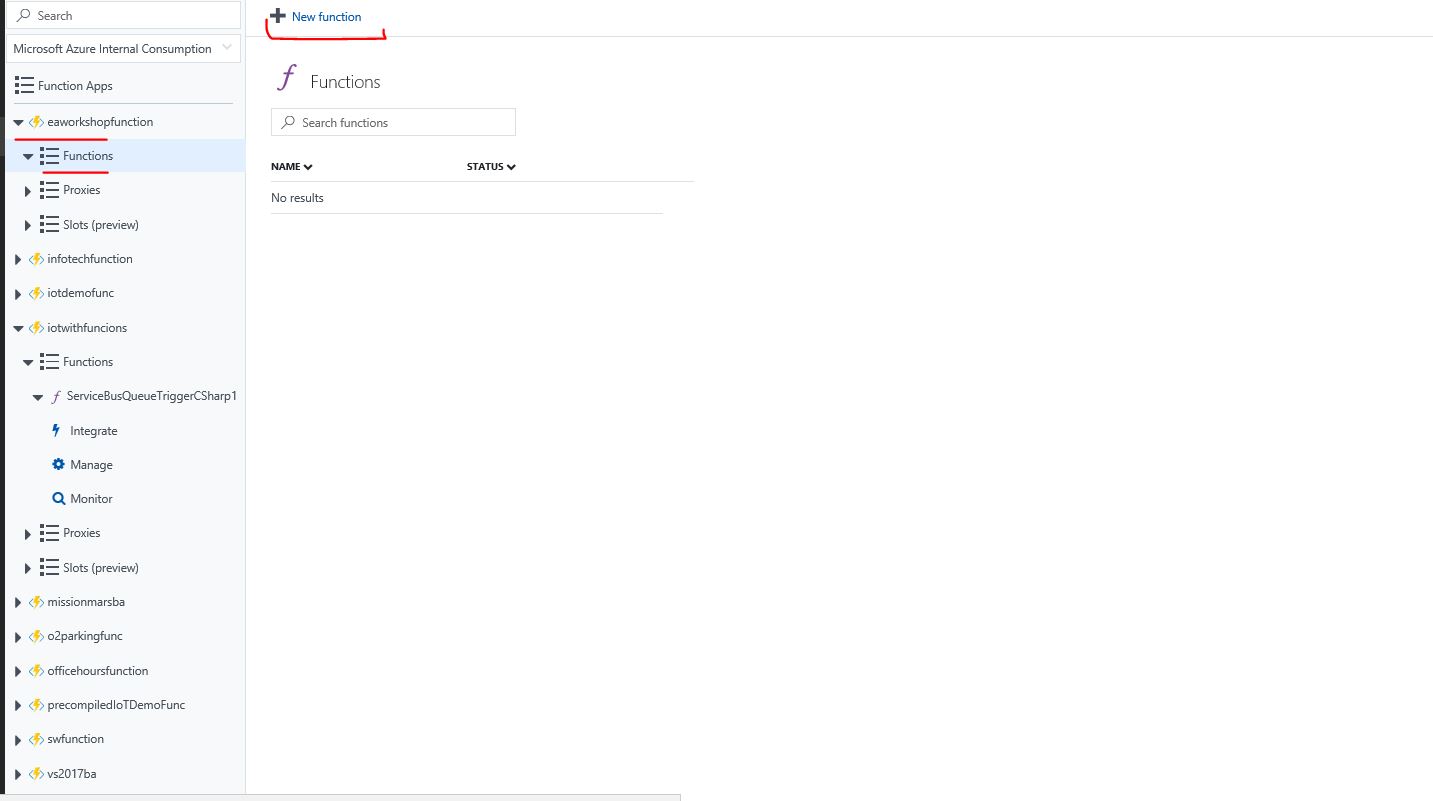 Search
Microsoft Azure Internal Consumption
Function Apps
eaworkshopfunction
Functions
Proxies
Slots (preview)
infotechfunction
iotdemofunc
iotwithfuncions
Functions
ServiceBusQueueTriggerCSharp1
Integrate
Manage
Monitor
Proxies
Slots (preview)
missionmarsba
o2parkingfunc
officehoursfunction
precompiledIoTDemoFunc
swfunction
vs2017ba
New function
Functions
Search functions
NAME STATUS
No results